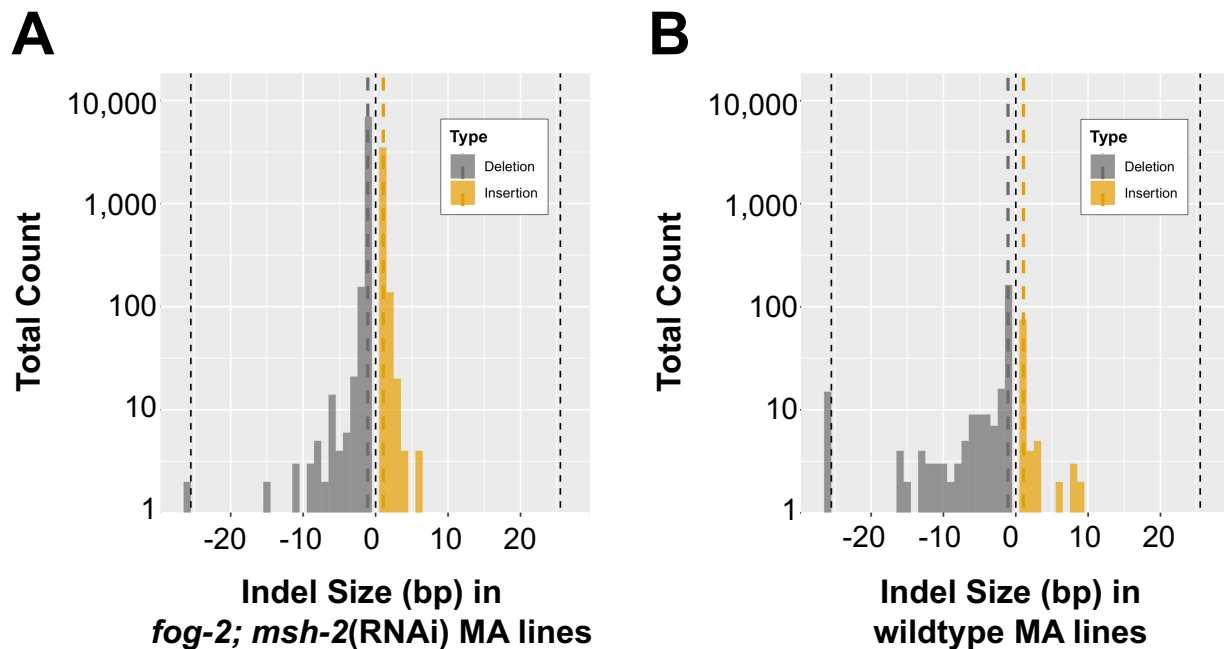 A
Total Count
10,000
1,000
100
10
1
-20
-10
0
10
20
Type
Deletion
Insertion
Indel Size (bp) in
fog-2; msh-2(RNAi) MA lines
B
Total Count
10,000
1,000
100
10
1
-20
-10
0
10
20
Type
Deletion
Insertion
Indel Size (bp) in
wildtype MA lines